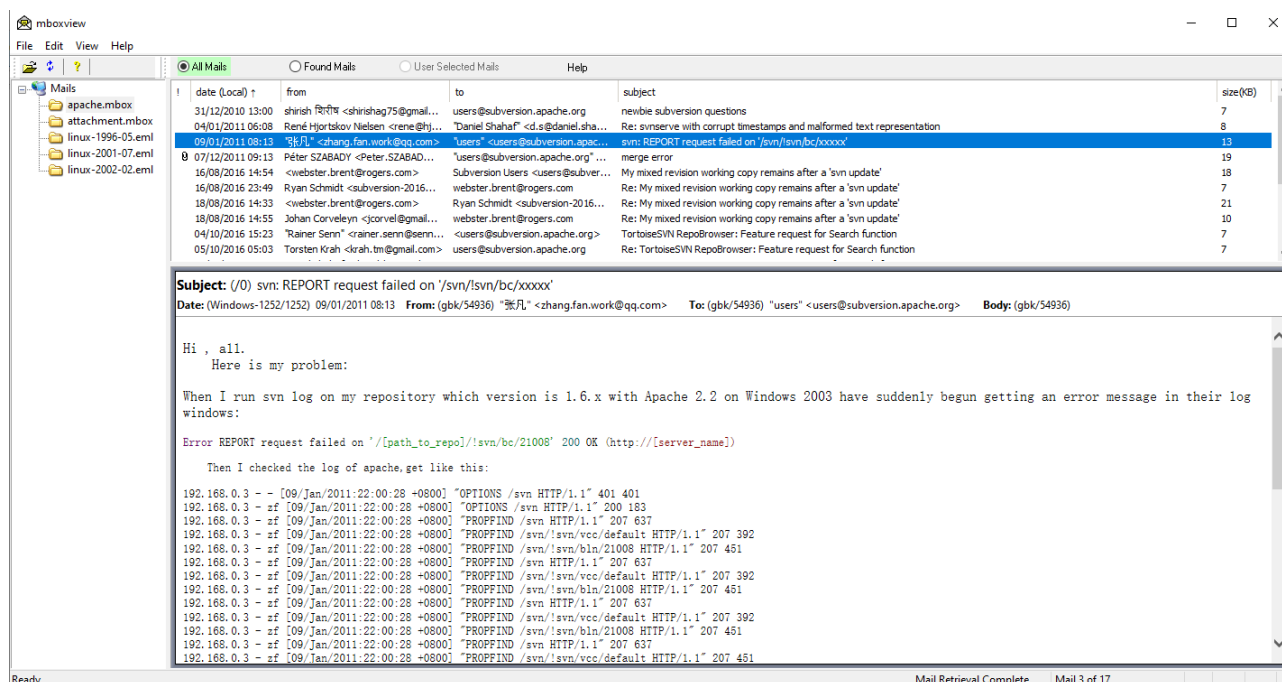 mboxview
File Edit View Help
All Mails Found Mails User Selected Mails Help
Mails
apache.mbox
attachment.mbox
linux-1996-05.eml
linux-2001-07.eml
linux-2002-02.eml
! date (Local) ↑ from to subject size(KB)
31/12/2010 13:00 shirish शिरीष <shirishag75@gmail... users@subversion.apache.org newbie subversion questions 7
04/01/2011 06:08 René Hjortskov Nielsen <rene@hj... "Daniel Shahaf" <d.s@daniel.sha... Re: svnserve with corrupt timestamps and malformed text representation 8
09/01/2011 08:13 "张凡" <zhang.fan.work@qq.com> "users" <users@subversion.apac... svn: REPORT request failed on '/svn/!svn/bc/xxxxx' 13
07/12/2011 09:13 Péter SZABADY <Peter.SZABAD... "users@subversion.apache.org" ... merge error 19
16/08/2016 14:54 <webster.brent@rogers.com> Subversion Users <users@subver... My mixed revision working copy remains after a 'svn update' 18
16/08/2016 23:49 Ryan Schmidt <subversion-2016... webster.brent@rogers.com Re: My mixed revision working copy remains after a 'svn update' 7
18/08/2016 14:33 <webster.brent@rogers.com> Ryan Schmidt <subversion-2016... Re: My mixed revision working copy remains after a 'svn update' 21
18/08/2016 14:55 Johan Corveleyn <jcorvel@gmail... webster.brent@rogers.com Re: My mixed revision working copy remains after a 'svn update' 10
04/10/2016 15:23 "Rainer Senn" <rainer.senn@senn... <users@subversion.apache.org> TortoiseSVN RepoBrowser: Feature request for Search function 7
05/10/2016 05:03 Torsten Krah <krah.tm@gmail.com> users@subversion.apache.org Re: TortoiseSVN RepoBrowser: Feature request for Search function 7
Subject: (/0) svn: REPORT request failed on '/svn/!svn/bc/xxxxx'
Date: (Windows-1252/1252) 09/01/2011 08:13 From: (gbk/54936) "张凡" <zhang.fan.work@qq.com> To: (gbk/54936) "users" <users@subversion.apache.org> Body: (gbk/54936)
Hi , all.
Here is my problem:
When I run svn log on my repository which version is 1.6.x with Apache 2.2 on Windows 2003 have suddenly begun getting an error message in their log
windows:
Error REPORT request failed on '/[path_to_repo]/!svn/bc/21008' 200 OK (http://[server_name])
Then I checked the log of apache,get like this:
192.168.0.3 - - [09/Jan/2011:22:00:28 +0800] "OPTIONS /svn HTTP/1.1" 401 401
192.168.0.3 - zf [09/Jan/2011:22:00:28 +0800] "OPTIONS /svn HTTP/1.1" 200 183
192.168.0.3 - zf [09/Jan/2011:22:00:28 +0800] "PROPFIND /svn HTTP/1.1" 207 637
192.168.0.3 - zf [09/Jan/2011:22:00:28 +0800] "PROPFIND /svn/!svn/vcc/default HTTP/1.1" 207 392
192.168.0.3 - zf [09/Jan/2011:22:00:28 +0800] "PROPFIND /svn/!svn/bln/21008 HTTP/1.1" 207 451
192.168.0.3 - zf [09/Jan/2011:22:00:28 +0800] "PROPFIND /svn HTTP/1.1" 207 637
192.168.0.3 - zf [09/Jan/2011:22:00:28 +0800] "PROPFIND /svn/!svn/vcc/default HTTP/1.1" 207 392
192.168.0.3 - zf [09/Jan/2011:22:00:28 +0800] "PROPFIND /svn/!svn/bln/21008 HTTP/1.1" 207 451
192.168.0.3 - zf [09/Jan/2011:22:00:28 +0800] "PROPFIND /svn HTTP/1.1" 207 637
192.168.0.3 - zf [09/Jan/2011:22:00:28 +0800] "PROPFIND /svn/!svn/vcc/default HTTP/1.1" 207 392
192.168.0.3 - zf [09/Jan/2011:22:00:28 +0800] "PROPFIND /svn/!svn/bln/21008 HTTP/1.1" 207 451
192.168.0.3 - zf [09/Jan/2011:22:00:28 +0800] "PROPFIND /svn HTTP/1.1" 207 637
192.168.0.3 - zf [09/Jan/2011:22:00:28 +0800] "PROPFIND /svn/!svn/vcc/default HTTP/1.1" 207 451
Ready Mail Retrieval Complete Mail 3 of 17